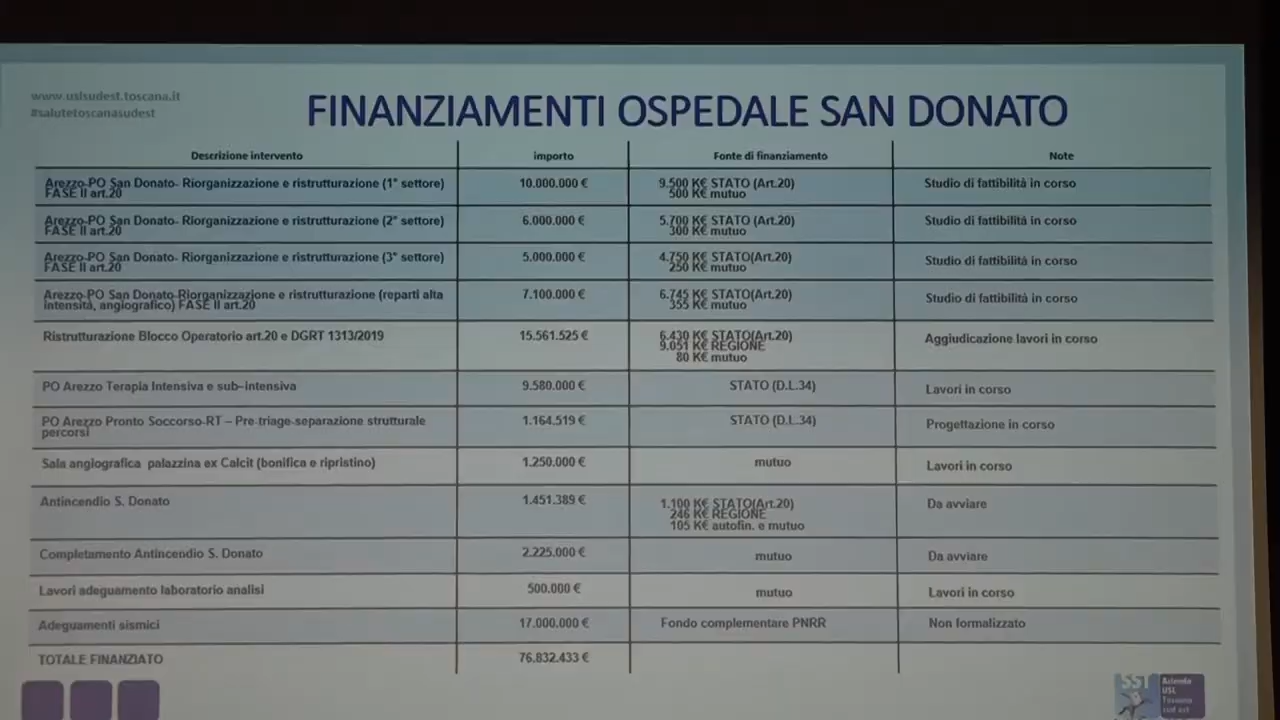 www.uslsudest.toscana.it
#salutetoscanasudest
FINANZIAMENTI OSPEDALE SAN DONATO
Descrizione intervento importo Fonte di finanziamento Note
Arezzo-PO San Donato- Riorganizzazione e ristrutturazione (1° settore) 10.000.000 € 9.500 K€ STATO (Art.20) Studio di fattibilità in corso
FASE II art.20 500 K€ mutuo
Arezzo-PO San Donato- Riorganizzazione e ristrutturazione (2° settore) 6.000.000 € 5.700 K€ STATO (Art.20) Studio di fattibilità in corso
FASE II art.20 300 K€ mutuo
Arezzo-PO San Donato- Riorganizzazione e ristrutturazione (3° settore) 5.000.000 € 4.750 K€ STATO(Art.20) Studio di fattibilità in corso
FASE II art.20 250 K€ mutuo
Arezzo-PO San Donato-Riorganizzazione e ristrutturazione (reparti alta 7.100.000 € 6.745 K€ STATO(Art.20) Studio di fattibilità in corso
intensità, angiografico) FASE II art.20 355 K€ mutuo
Ristrutturazione Blocco Operatorio art.20 e DGRT 1313/2019 15.561.525 € 6.430 K€ STATO(Art.20) Aggiudicazione lavori in corso
9.051 K€ REGIONE
80 K€ mutuo
PO Arezzo Terapia Intensiva e sub-intensiva 9.580.000 € STATO (D.L.34) Lavori in corso
PO Arezzo Pronto Soccorso-RT – Pre-triage-separazione strutturale 1.164.519 € STATO (D.L.34) Progettazione in corso
percorsi
Sala angiografica palazzina ex Calcit (bonifica e ripristino) 1.250.000 € mutuo Lavori in corso
Antincendio S. Donato 1.451.389 € 1.100 K€ STATO(Art.20) Da avviare
246 K€ REGIONE
105 K€ autofin. e mutuo
Completamento Antincendio S. Donato 2.225.000 € mutuo Da avviare
Lavori adeguamento laboratorio analisi 500.000 € mutuo Lavori in corso
Adeguamenti sismici 17.000.000 € Fondo complementare PNRR Non formalizzato
TOTALE FINANZIATO 76.832.433 €
SST
Azienda
USL
Toscana
sud est